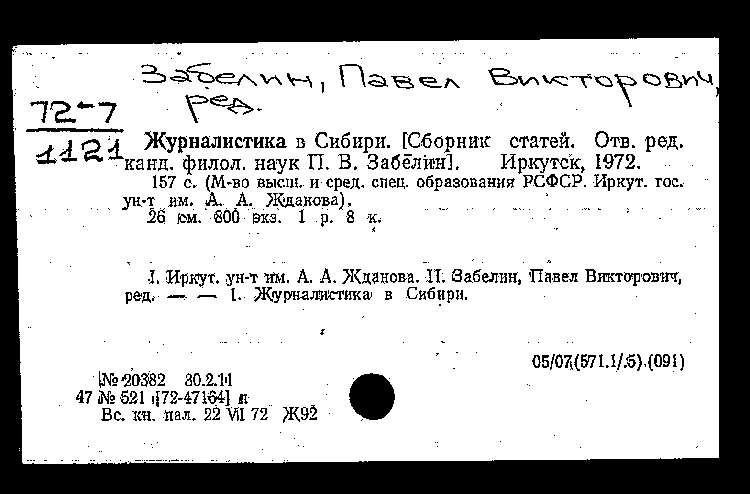 Забелин, Павел Викторович,
ред.
72-7
1121
Журналистика в Сибири. [Сборник статей. Отв. ред.
канд. филол. наук П. В. Забелин]. Иркутск, 1972.
157 с. (М-во высш. и сред. спец. образования РСФСР. Иркут. гос.
ун-т им. А. А. Жданова).
26 см. 800 экз. 1 р. 8 к.
I. Иркут. ун-т им. А. А. Жданова. II. Забелин, Павел Викторович,
ред. — — 1. Журналистика в Сибири.
05/07(571.1/.5).(091)
№ 20382 30.2.11
47 № 521 [72-47164] п
Вс. кн. пал. 22 VII 72 Ж92